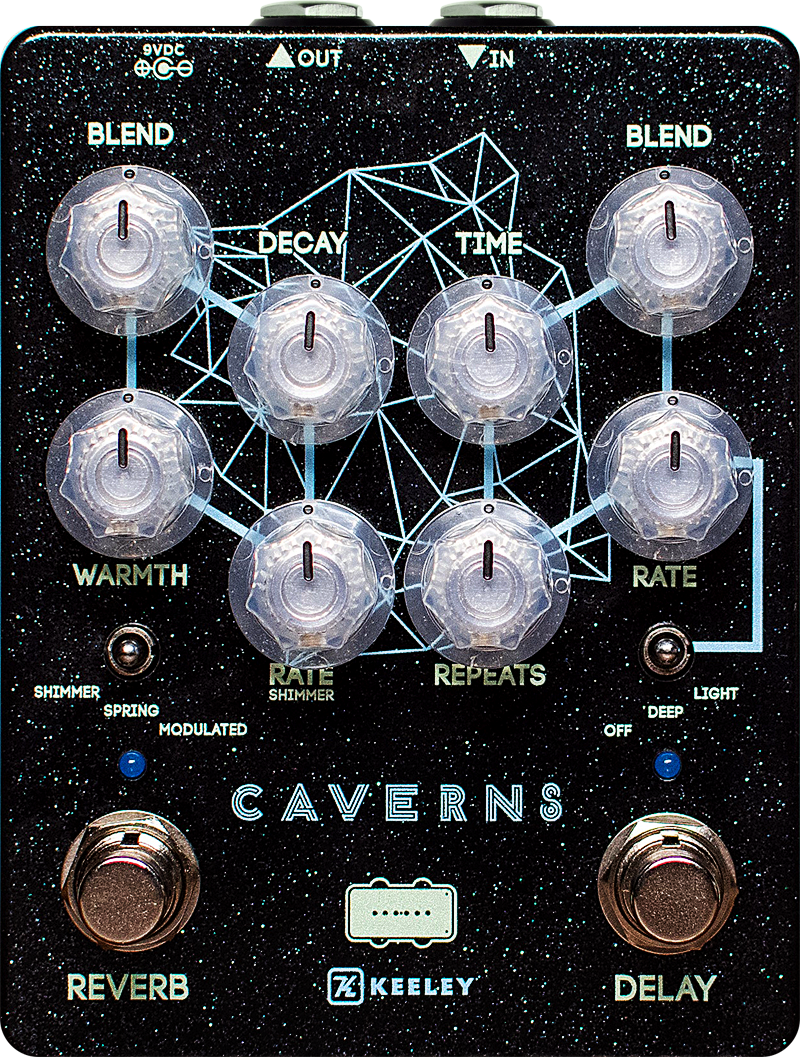 9VDC
OUT
IN
BLEND
BLEND
DECAY
TIME
WARMTH
RATE
RATE
SHIMMER
REPEATS
SHIMMER
SPRING
MODULATED
LIGHT
DEEP
OFF
CAVERNS
KEELEY
REVERB
DELAY